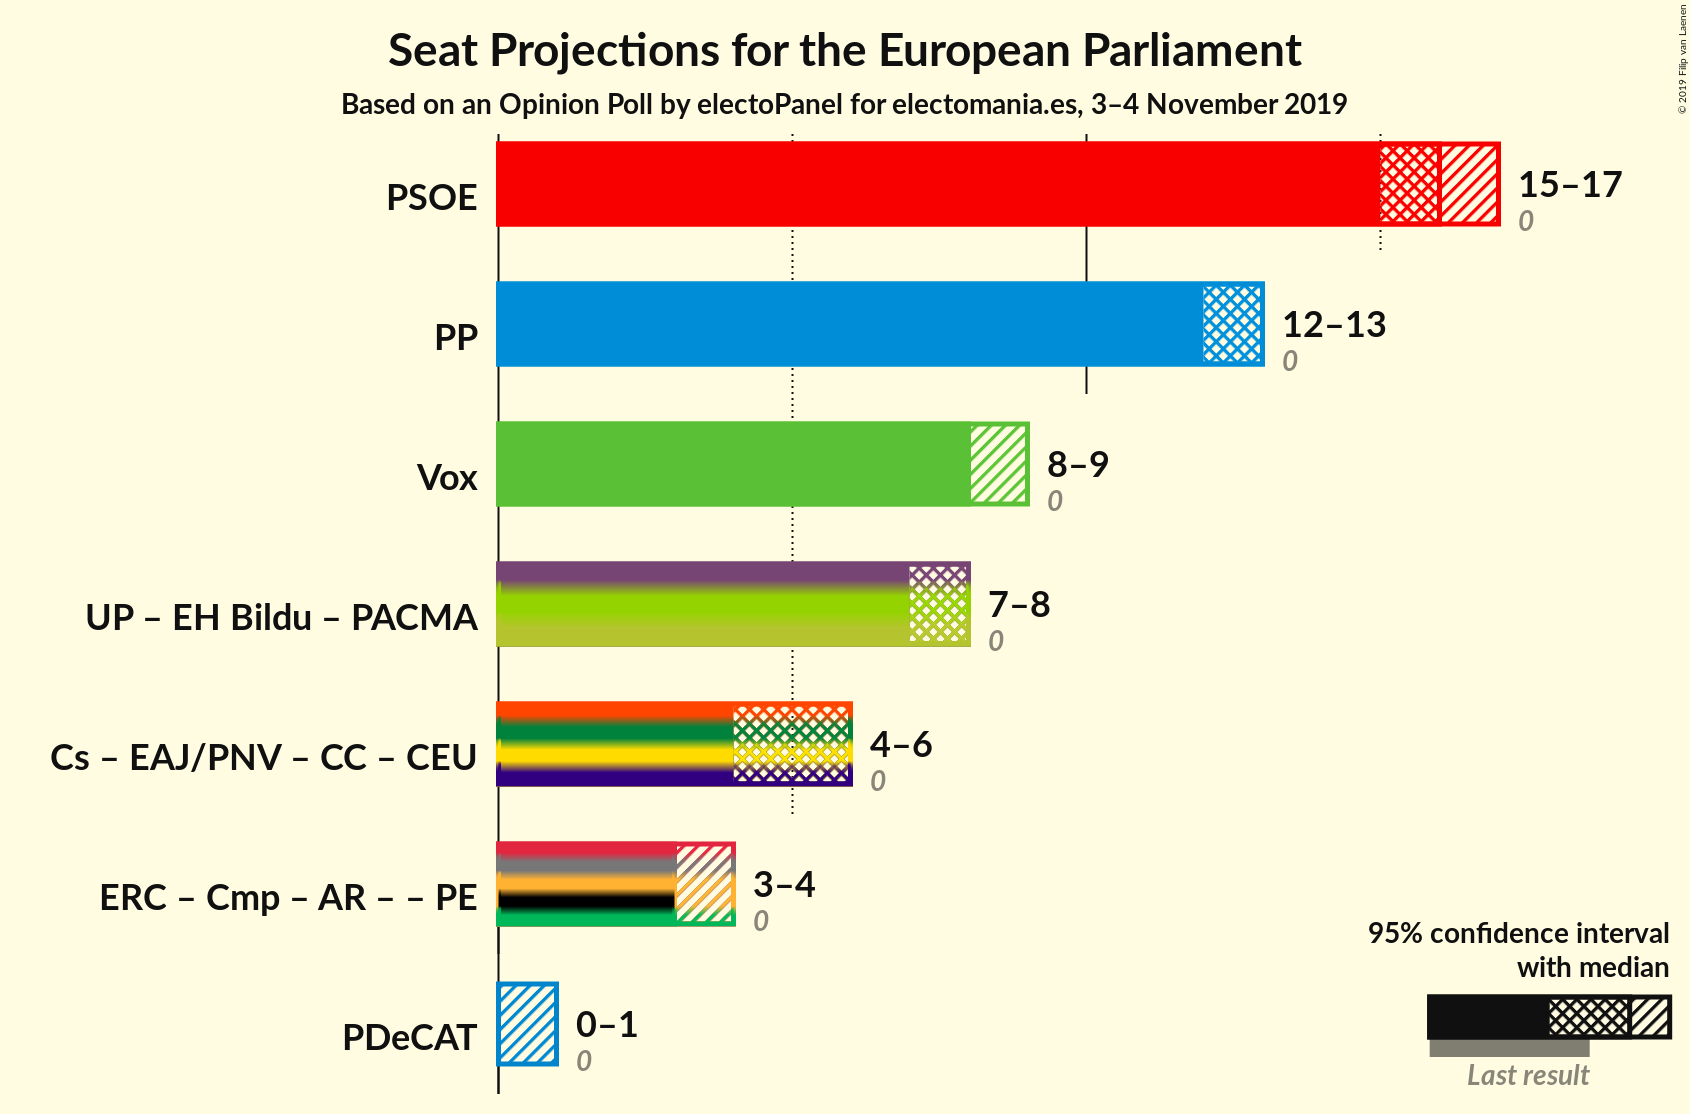 Seat Projections for the European Parliament
Based on an Opinion Poll by electoPanel for electomania.es, 3–4 November 2019
© 2019 Filip van Laenen
PSOE
15–17
0
PP
12–13
0
Vox
8–9
0
UP – EH Bildu – PACMA
7–8
0
Cs – EAJ/PNV – CC – CEU
4–6
0
ERC – Cmp – AR – – PE
3–4
0
PDeCAT
0–1
0
95% confidence interval
with median
Last result